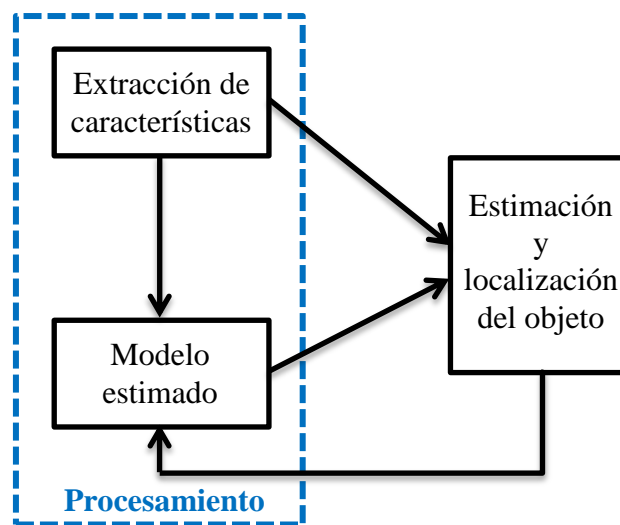 Extracción de
características
Estimación
y
localización
del objeto
Modelo
estimado
Procesamiento